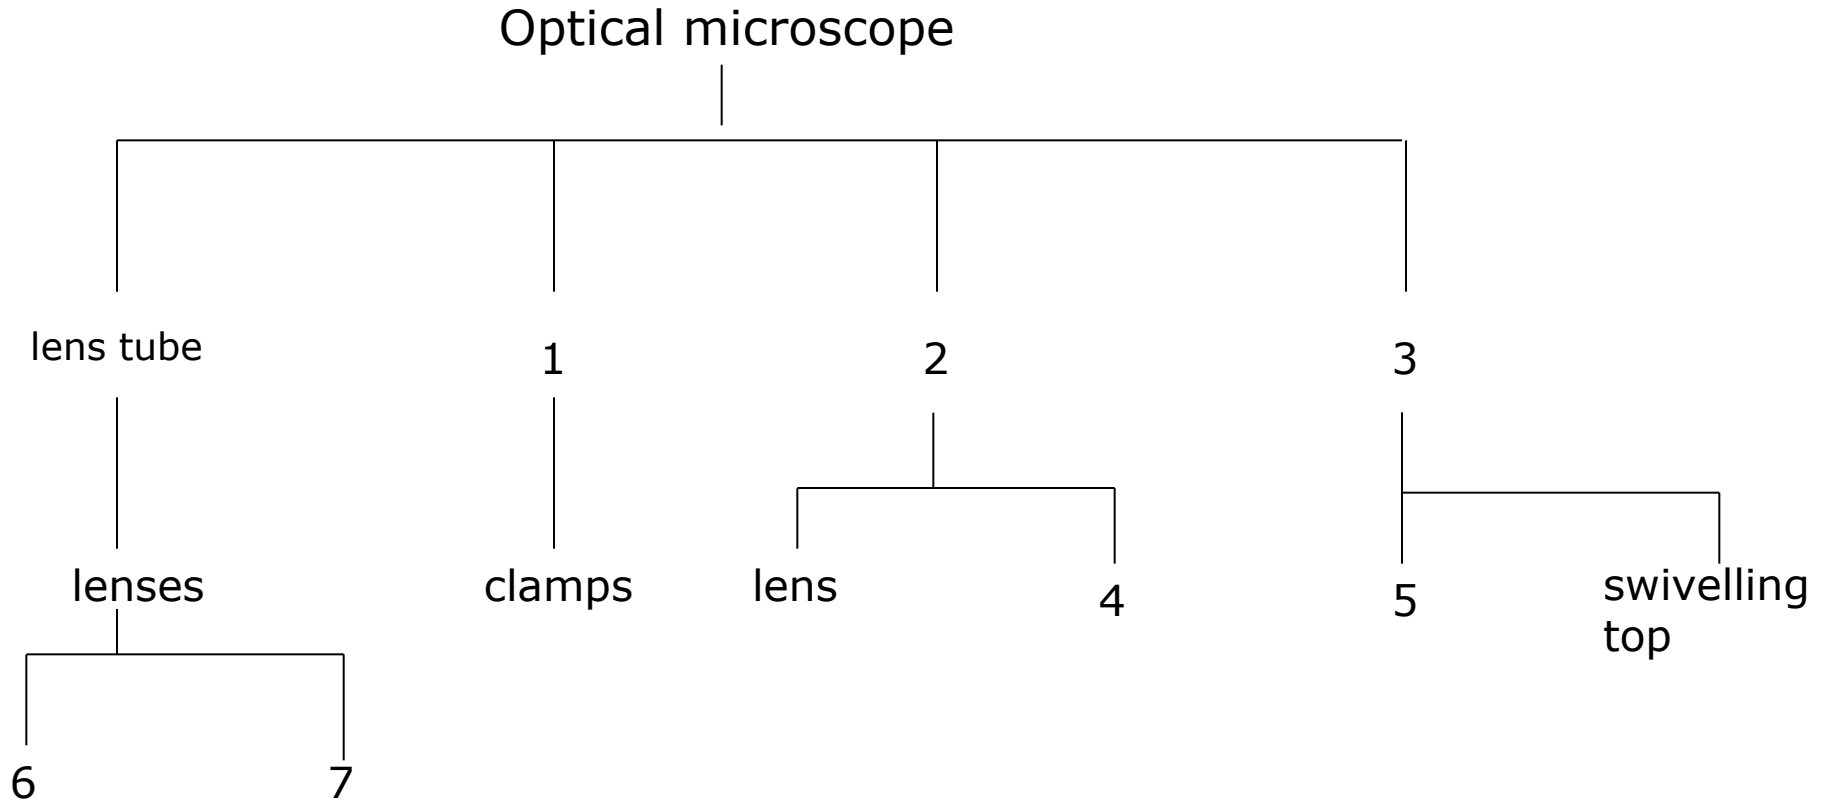 Optical microscope
lens tube
1
2
3
lenses
clamps
lens
4
5
swivelling
top
6
7